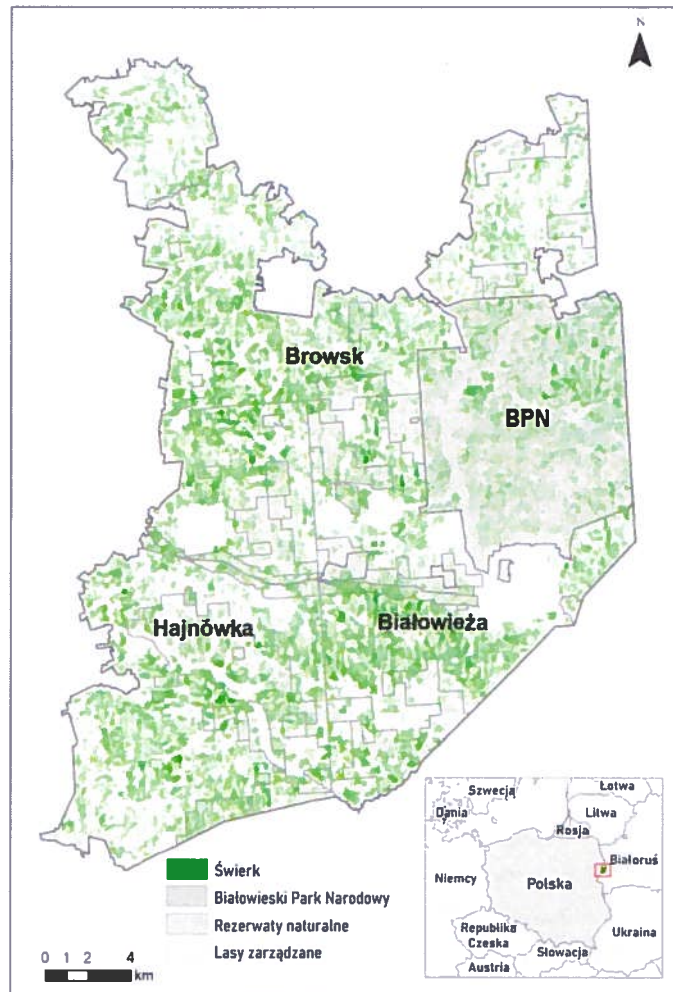 N
Browsk
BPN
Hajnówka
Białowieża
Świerk
Białowieski Park Narodowy
Rezerwaty naturalne
Lasy zarządzane
0 1 2 4
km
Szwecja
Łotwa
Dania
Litwa
Rosja
Białoruś
Niemcy
Polska
Republika
Czeska
Ukraina
Słowacja
Austria